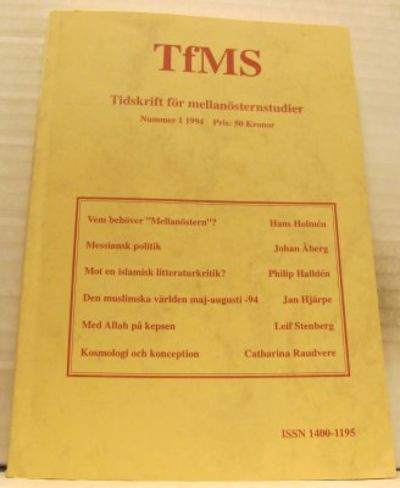 TfMS
Tidskrift för mellanösternstudier
Nummer 1 1994 Pris: 50 Kronor
Vem behöver "Mellanöstern"? Hans Holmén
Messiansk politik Johan Åberg
Mot en islamisk litteraturkritik? Philip Halldén
Den muslimska världen maj-augusti -94 Jan Hjärpe
Med Allah på kepsen Leif Stenberg
Kosmologi och konception Catharina Raudvere
ISSN 1400-1195